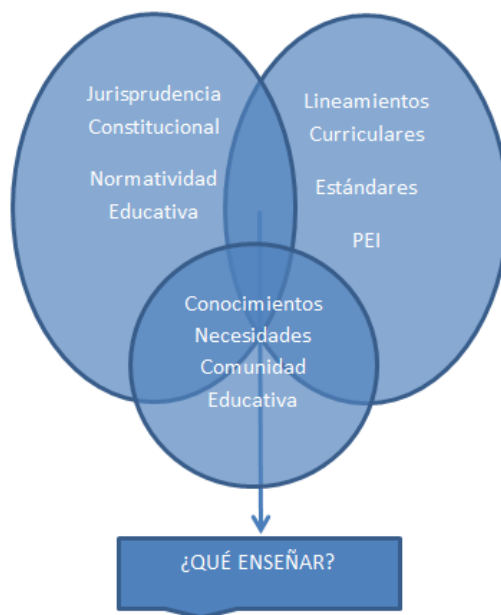 Jurisprudencia
Constitucional
Normatividad
Educativa
Lineamientos
Curriculares
Estándares
PEI
Conocimientos
Necesidades
Comunidad
Educativa
¿QUÉ ENSEÑAR?